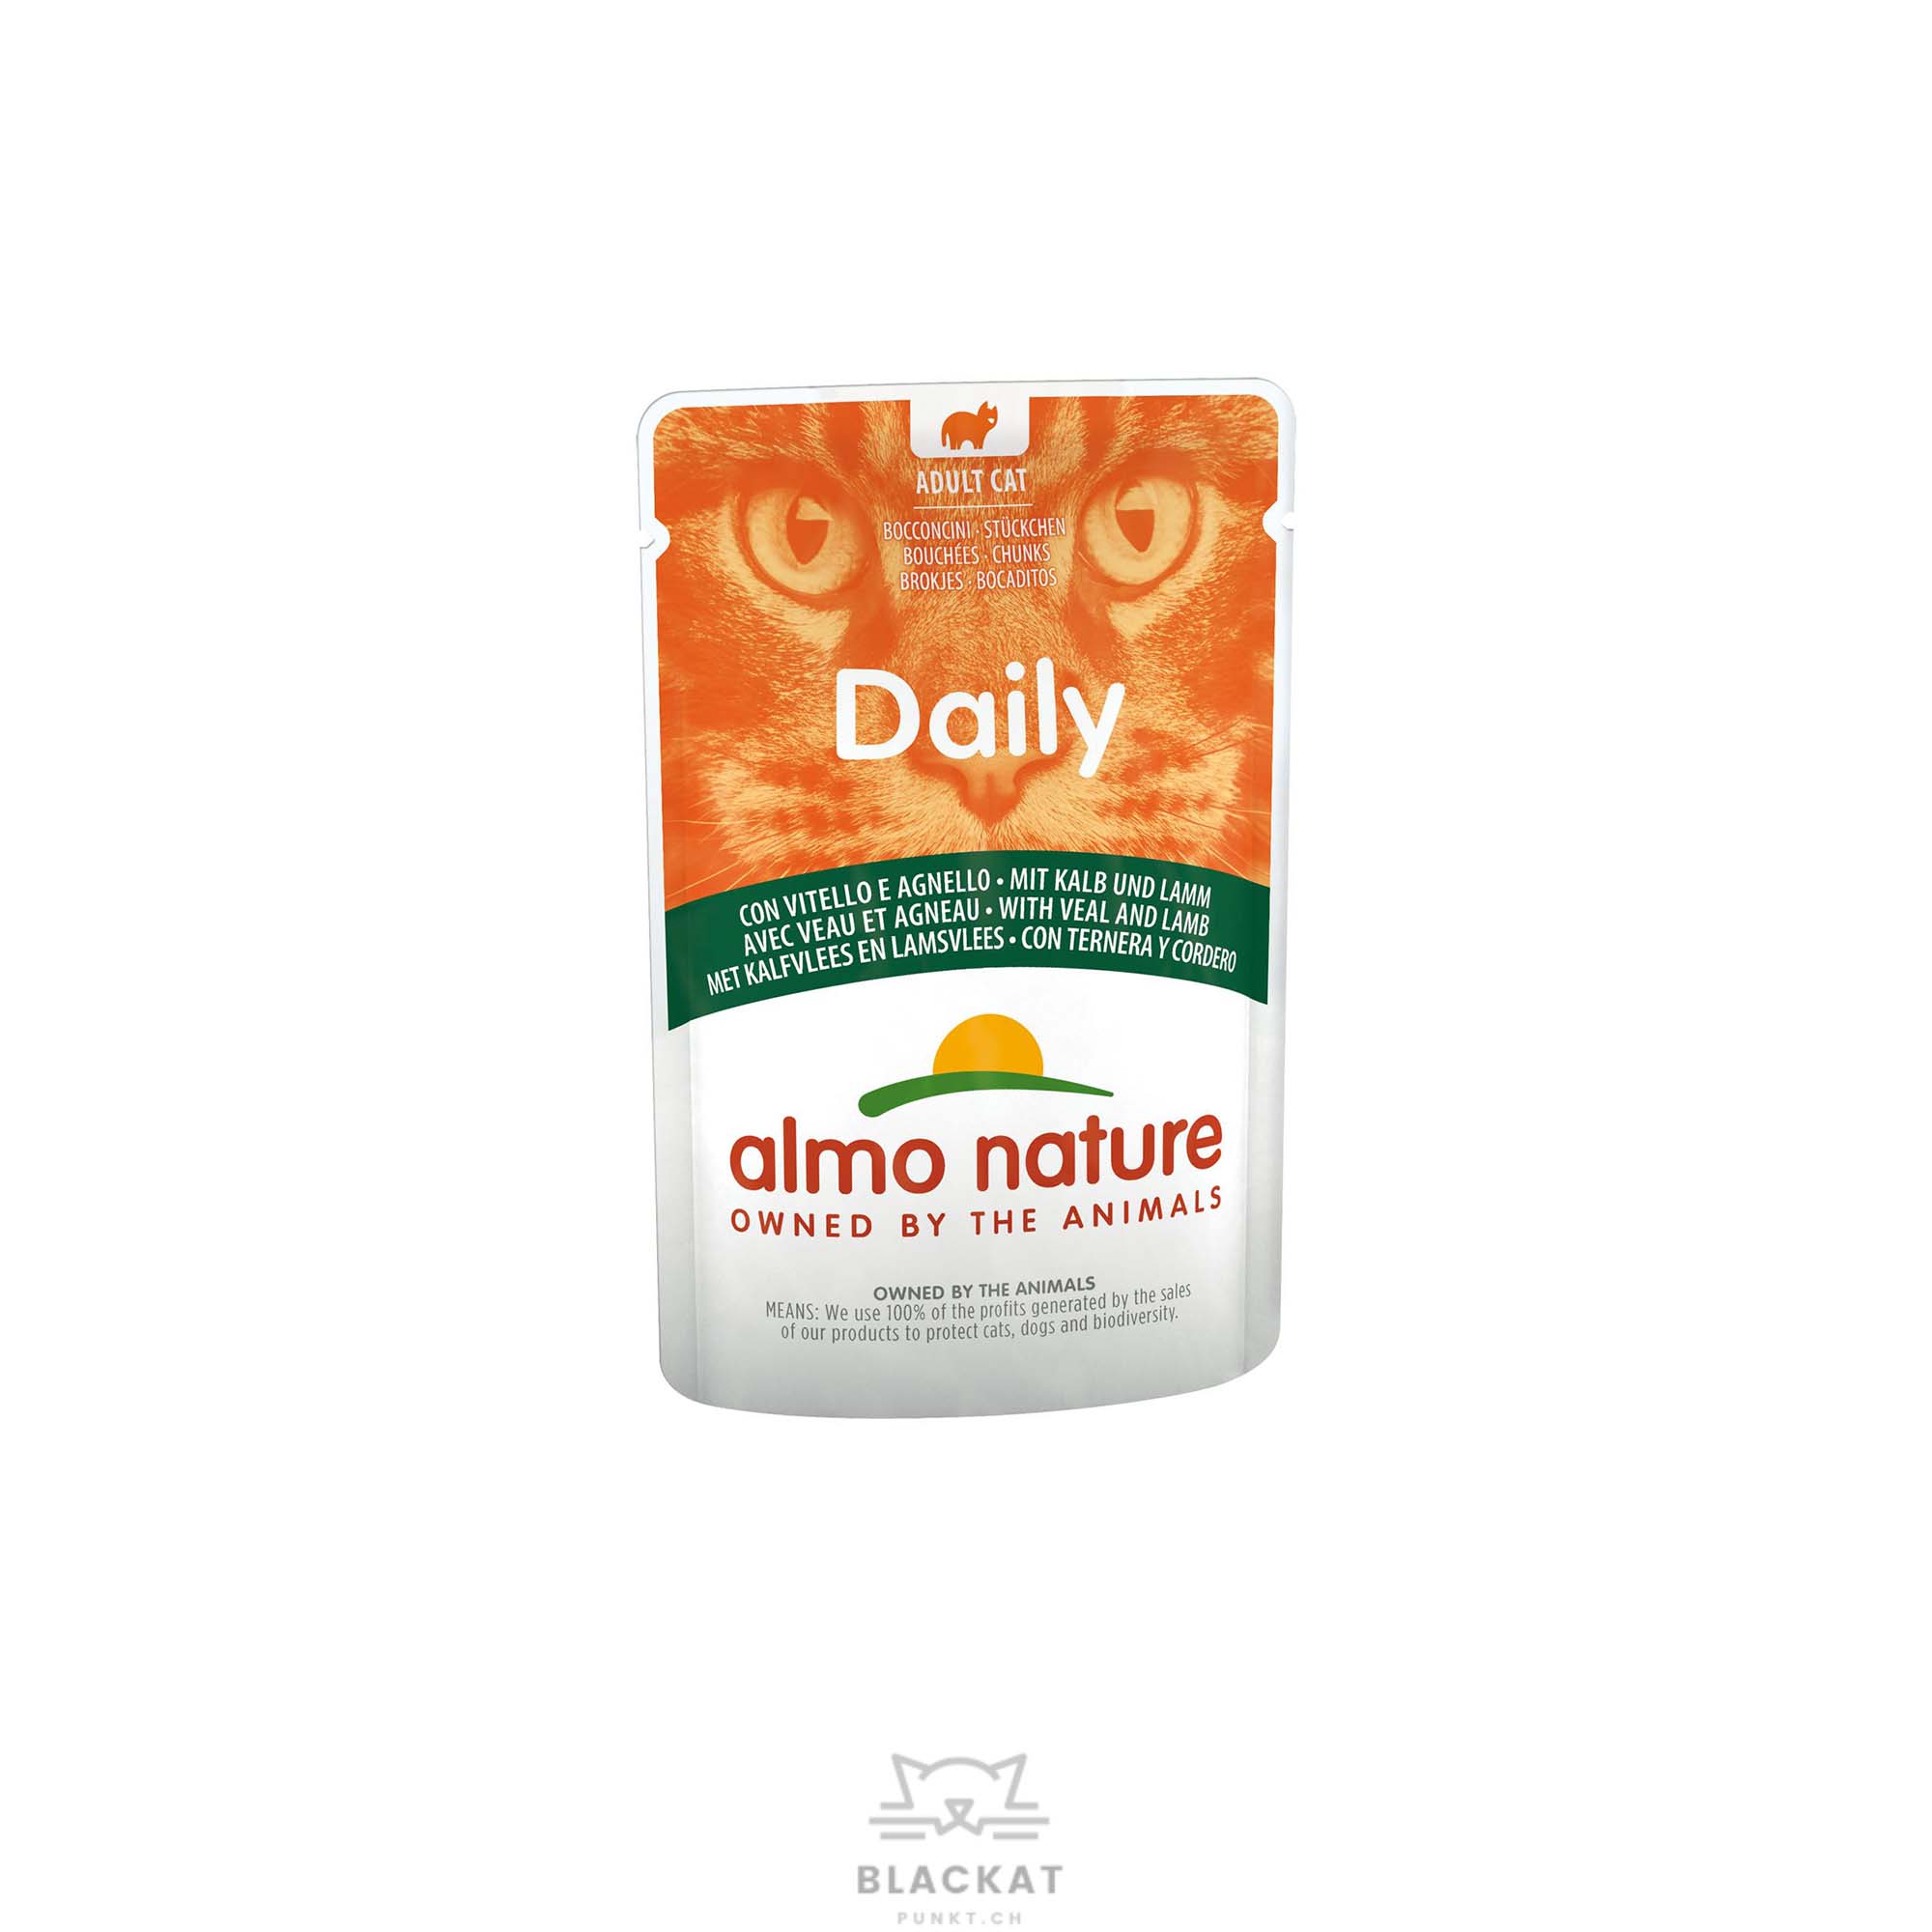 ADULT CAT
BOCCONCINI · STÜCKCHEN
BOUCHÉES · CHUNKS
BROKJES · BOCADITOS
Daily
CON VITELLO E AGNELLO • MIT KALB UND LAMM
AVEC VEAU ET AGNEAU • WITH VEAL AND LAMB
MET KALFVLEES EN LAMSVLEES • CON TERNERA Y CORDERO
almo nature
OWNED BY THE ANIMALS
OWNED BY THE ANIMALS
MEANS: We use 100% of the profits generated by the sales
of our products to protect cats, dogs and biodiversity.
BLACKAT
PUNKT.CH